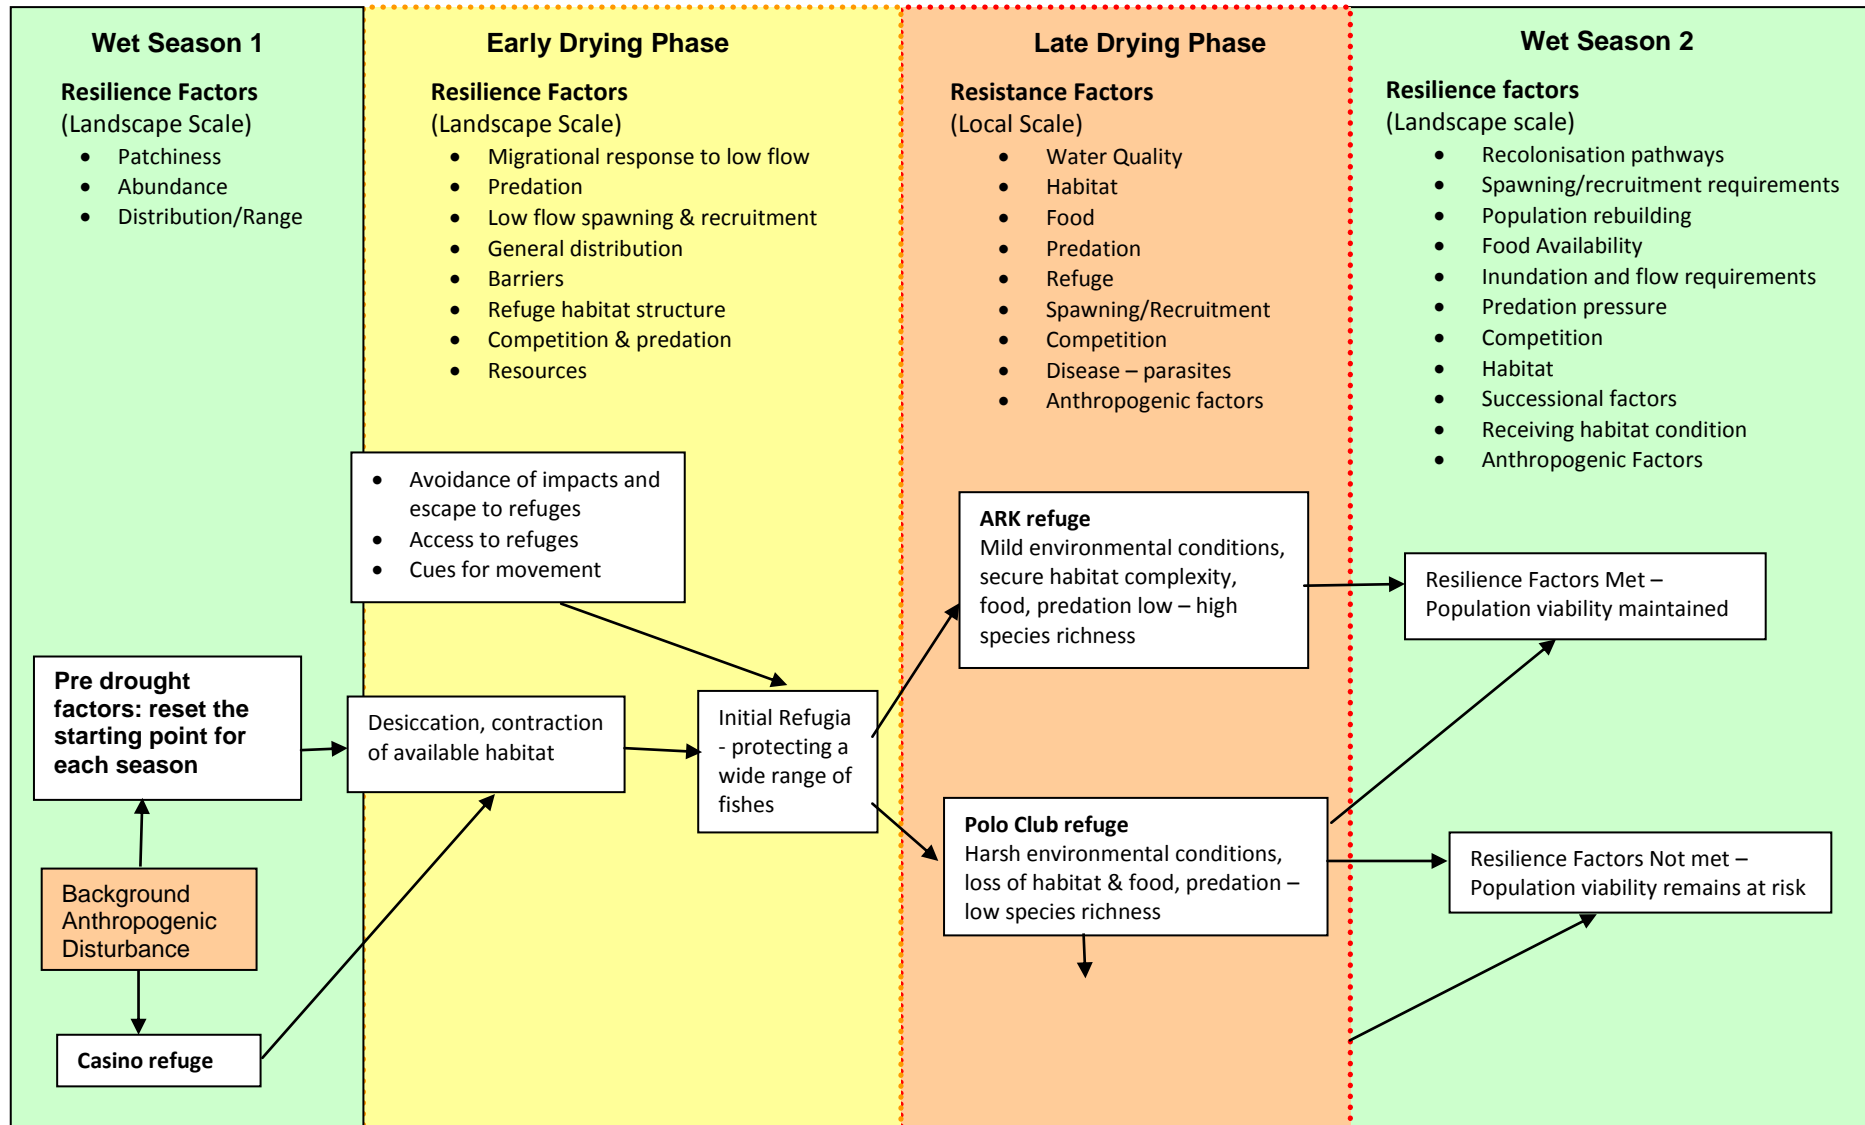 Wet Season 1
Resilience Factors
(Landscape Scale)
• Patchiness
• Abundance
• Distribution/Range
Pre drought
factors: reset the
starting point for
each season
Background
Anthropogenic
Disturbance
Casino refuge
Early Drying Phase
Resilience Factors
(Landscape Scale)
• Migrational response to low flow
• Predation
• Low flow spawning & recruitment
• General distribution
• Barriers
• Refuge habitat structure
• Competition & predation
• Resources
• Avoidance of impacts and
escape to refuges
• Access to refuges
• Cues for movement
Desiccation, contraction
of available habitat
Initial Refugia
- protecting a
wide range of
fishes
Late Drying Phase
Resistance Factors
(Local Scale)
• Water Quality
• Habitat
• Food
• Predation
• Refuge
• Spawning/Recruitment
• Competition
• Disease – parasites
• Anthropogenic factors
ARK refuge
Mild environmental conditions,
secure habitat complexity,
food, predation low – high
species richness
Polo Club refuge
Harsh environmental conditions,
loss of habitat & food, predation –
low species richness
Wet Season 2
Resilience factors
(Landscape scale)
• Recolonisation pathways
• Spawning/recruitment requirements
• Population rebuilding
• Food Availability
• Inundation and flow requirements
• Predation pressure
• Competition
• Habitat
• Successional factors
• Receiving habitat condition
• Anthropogenic Factors
Resilience Factors Met –
Population viability maintained
Resilience Factors Not met –
Population viability remains at risk